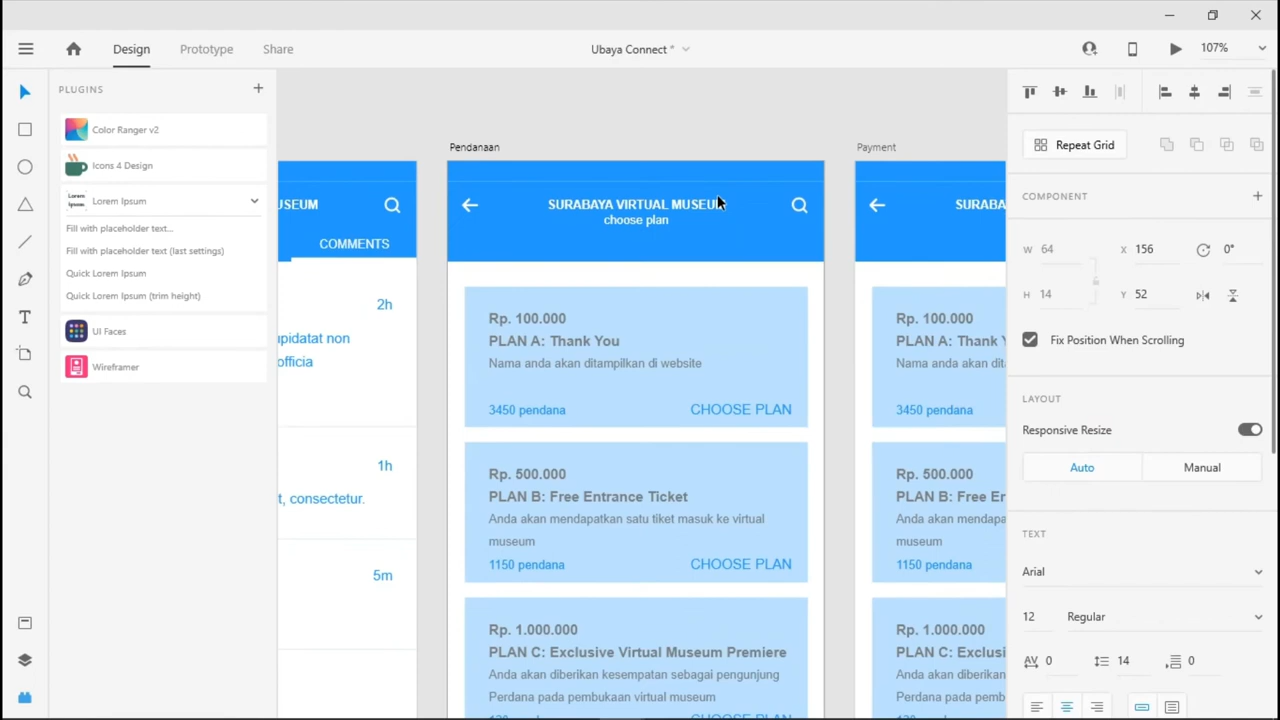 Design
Prototype
Share
Ubaya Connect *
107%
PLUGINS
Color Ranger v2
Icons 4 Design
Lorem Ipsum
Lorem Ipsum
Fill with placeholder text...
Fill with placeholder text (last settings)
Quick Lorem Ipsum
Quick Lorem Ipsum (trim height)
UI Faces
Wireframer
USEUM
COMMENTS
2h
upidatat non
officia
1h
t, consectetur.
5m
Pendanaan
SURABAYA VIRTUAL MUSEUM
choose plan
Rp. 100.000
PLAN A: Thank You
Nama anda akan ditampilkan di website
3450 pendana
CHOOSE PLAN
Rp. 500.000
PLAN B: Free Entrance Ticket
Anda akan mendapatkan satu tiket masuk ke virtual
museum
1150 pendana
CHOOSE PLAN
Rp. 1.000.000
PLAN C: Exclusive Virtual Museum Premiere
Anda akan diberikan kesempatan sebagai pengunjung
Perdana pada pembukaan virtual museum
CHOOSE PLAN
Payment
SURABA
Rp. 100.000
PLAN A: Thank Y
Nama anda akan dit
3450 pendana
Rp. 500.000
PLAN B: Free En
Anda akan mendapa
museum
1150 pendana
Rp. 1.000.000
PLAN C: Exclusi
Anda akan diberikan
Perdana pada pemb
Repeat Grid
COMPONENT
W 64
X 156
0°
H 14
Y 52
Fix Position When Scrolling
LAYOUT
Responsive Resize
Auto
Manual
TEXT
Arial
12
Regular
AV 0
14
0